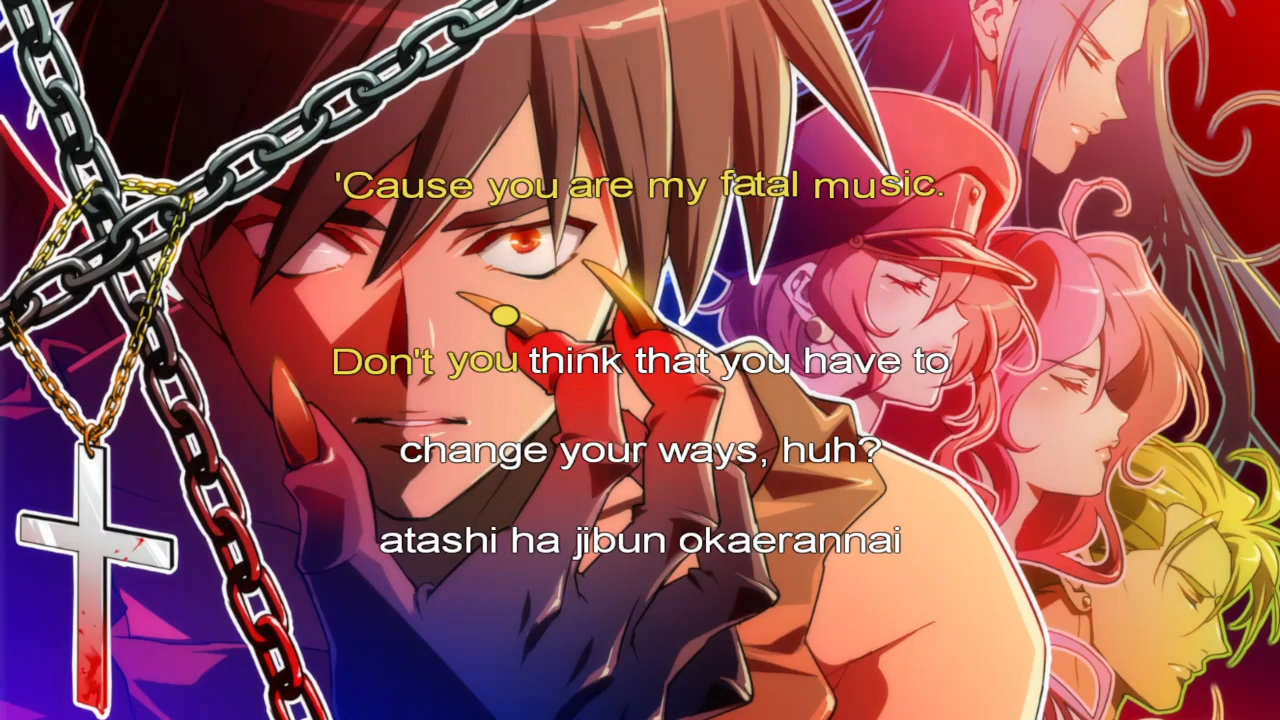 'Cause you are my fatal music.
Don't you think that you have to
change your ways, huh?
atashi ha jibun okaerannai